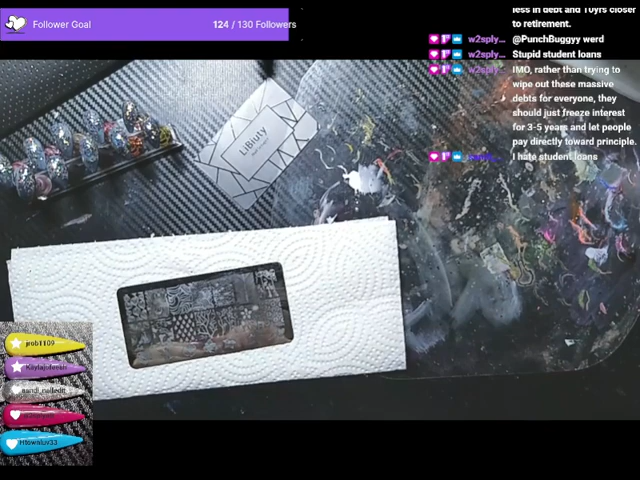 Follower Goal
124 / 130 Followers
less in debt and 10yrs closer
to retirement.
w2sply... @PunchBuggyy werd
w2sply... Stupid student loans
w2sply... IMO, rather than trying to
wipe out these massive
debts for everyone, they
should just freeze interest
for 3-5 years and let people
pay directly toward principle.
I hate student loans
LiBiuty
prob1109
Htownluv33